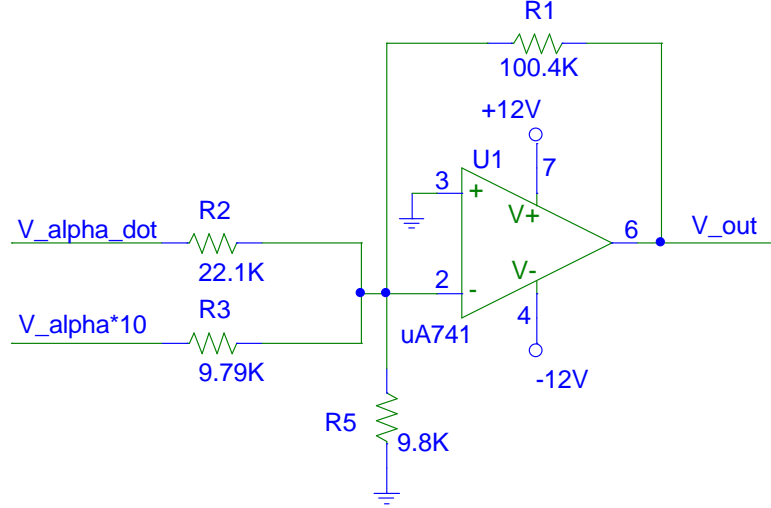 R1
100.4K
+12V
U1
7
3
+
V+
V_alpha_dot
R2
6
V_out
22.1K
2
-
V-
V_alpha*10
R3
4
uA741
9.79K
-12V
R5
9.8K